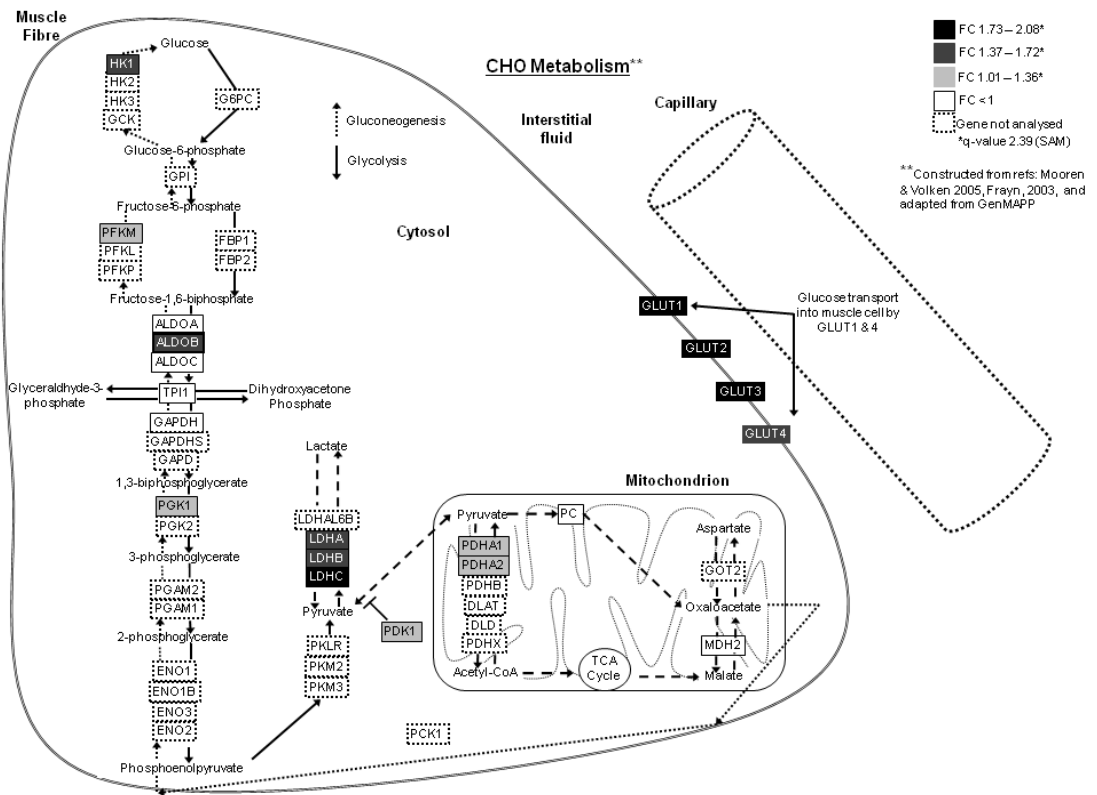 Muscle
Fibre
CHO Metabolism**
FC 1.73 – 2.08*
FC 1.37 – 1.72*
FC 1.01 – 1.36*
FC <1
Gene not analysed
*q-value 2.39 (SAM)
**Constructed from refs: Mooren
& Volken 2005, Frayn, 2003, and
adapted from GenMAPP
Capillary
Interstitial
fluid
Cytosol
Gluconeogenesis
Glycolysis
Glucose
HK1
HK2
HK3
GCK
G6PC
Glucose-6-phosphate
GPI
Fructose-6-phosphate
PFKM
PFKL
PFKP
FBP1
FBP2
Fructose-1,6-biphosphate
ALDOA
ALDOB
ALDOC
Glyceraldhyde-3-
phosphate
TPI1
Dihydroxyacetone
Phosphate
GAPDH
GAPDHS
GAPD
1,3-biphosphoglycerate
PGK1
PGK2
3-phosphoglycerate
PGAM2
PGAM1
2-phosphoglycerate
ENO1
ENO1B
ENO3
ENO2
Phosphoenolpyruvate
Lactate
LDHAL6B
LDHA
LDHB
LDHC
Pyruvate
PKLR
PKM2
PKM3
PDK1
PCK1
GLUT1
GLUT2
GLUT3
GLUT4
Glucose transport
into muscle cell by
GLUT1 & 4
Mitochondrion
Pyruvate
PC
PDHA1
PDHA2
PDHB
DLAT
DLD
PDHX
Acetyl-CoA
TCA
Cycle
Aspartate
GOT2
Oxaloacetate
MDH2
Malate